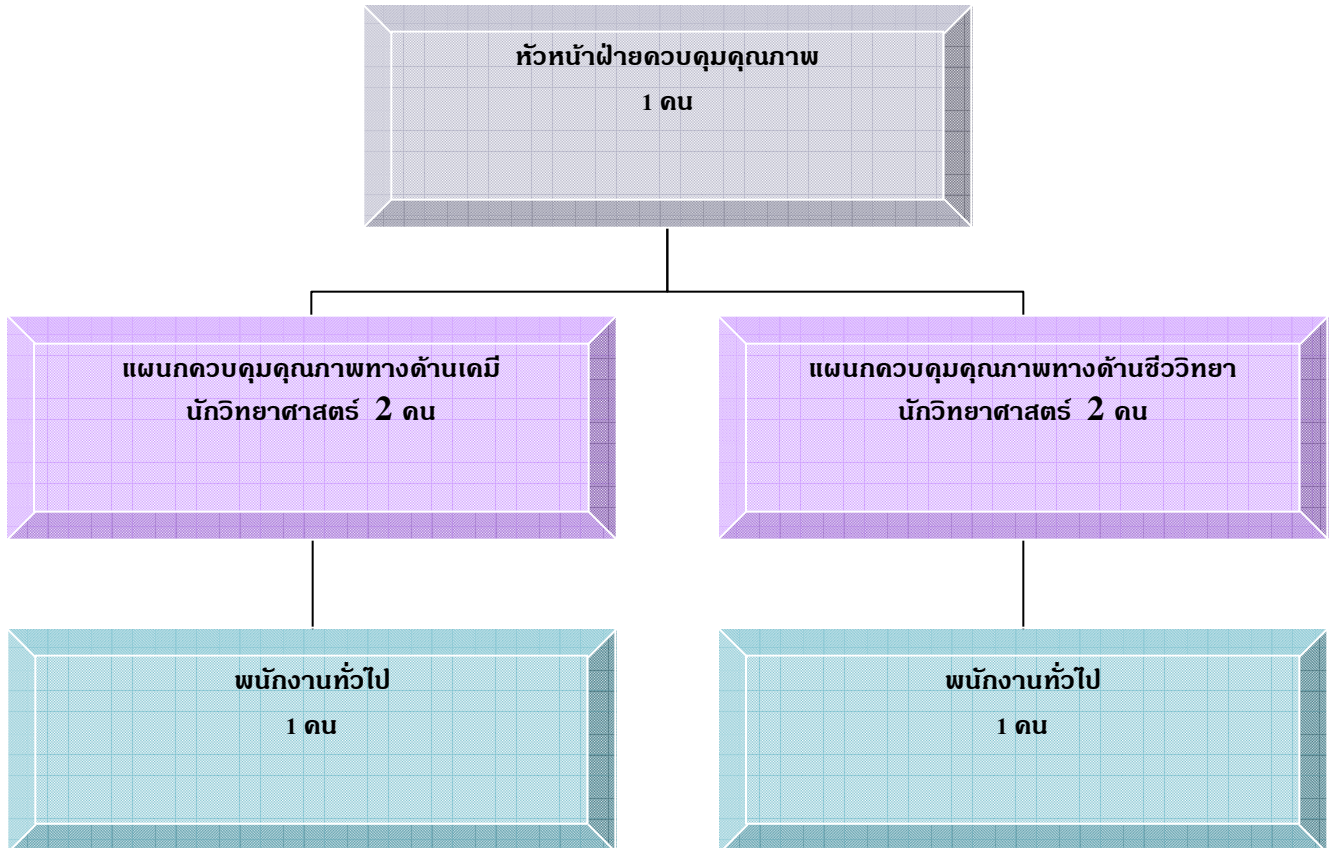 หัวหน้าฝ่ายควบคุมคุณภาพ
1 คน
แผนกควบคุมคุณภาพทางด้านเคมี
นักวิทยาศาสตร์ 2 คน
แผนกควบคุมคุณภาพทางด้านชีววิทยา
นักวิทยาศาสตร์ 2 คน
พนักงานทั่วไป
1 คน
พนักงานทั่วไป
1 คน